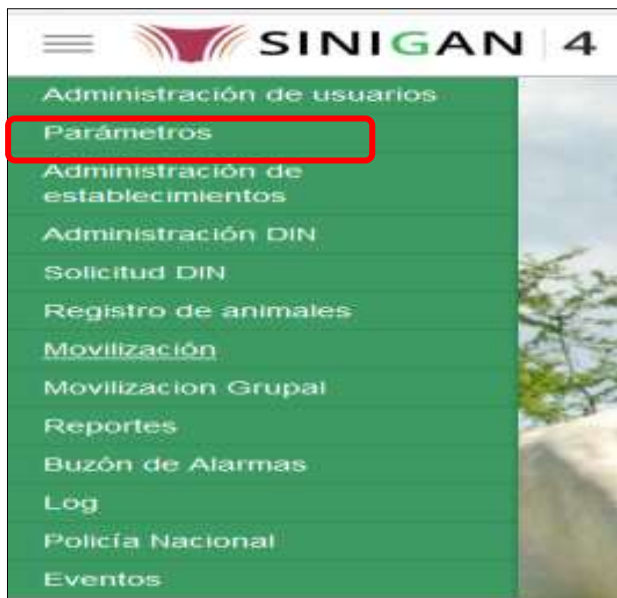 SINIGAN 4
Administración de usuarios
Parámetros
Administración de
establecimientos
Administración DIN
Solicitud DIN
Registro de animales
Movilización
Movilizacion Grupal
Reportes
Buzón de Alarmas
Log
Policía Nacional
Eventos